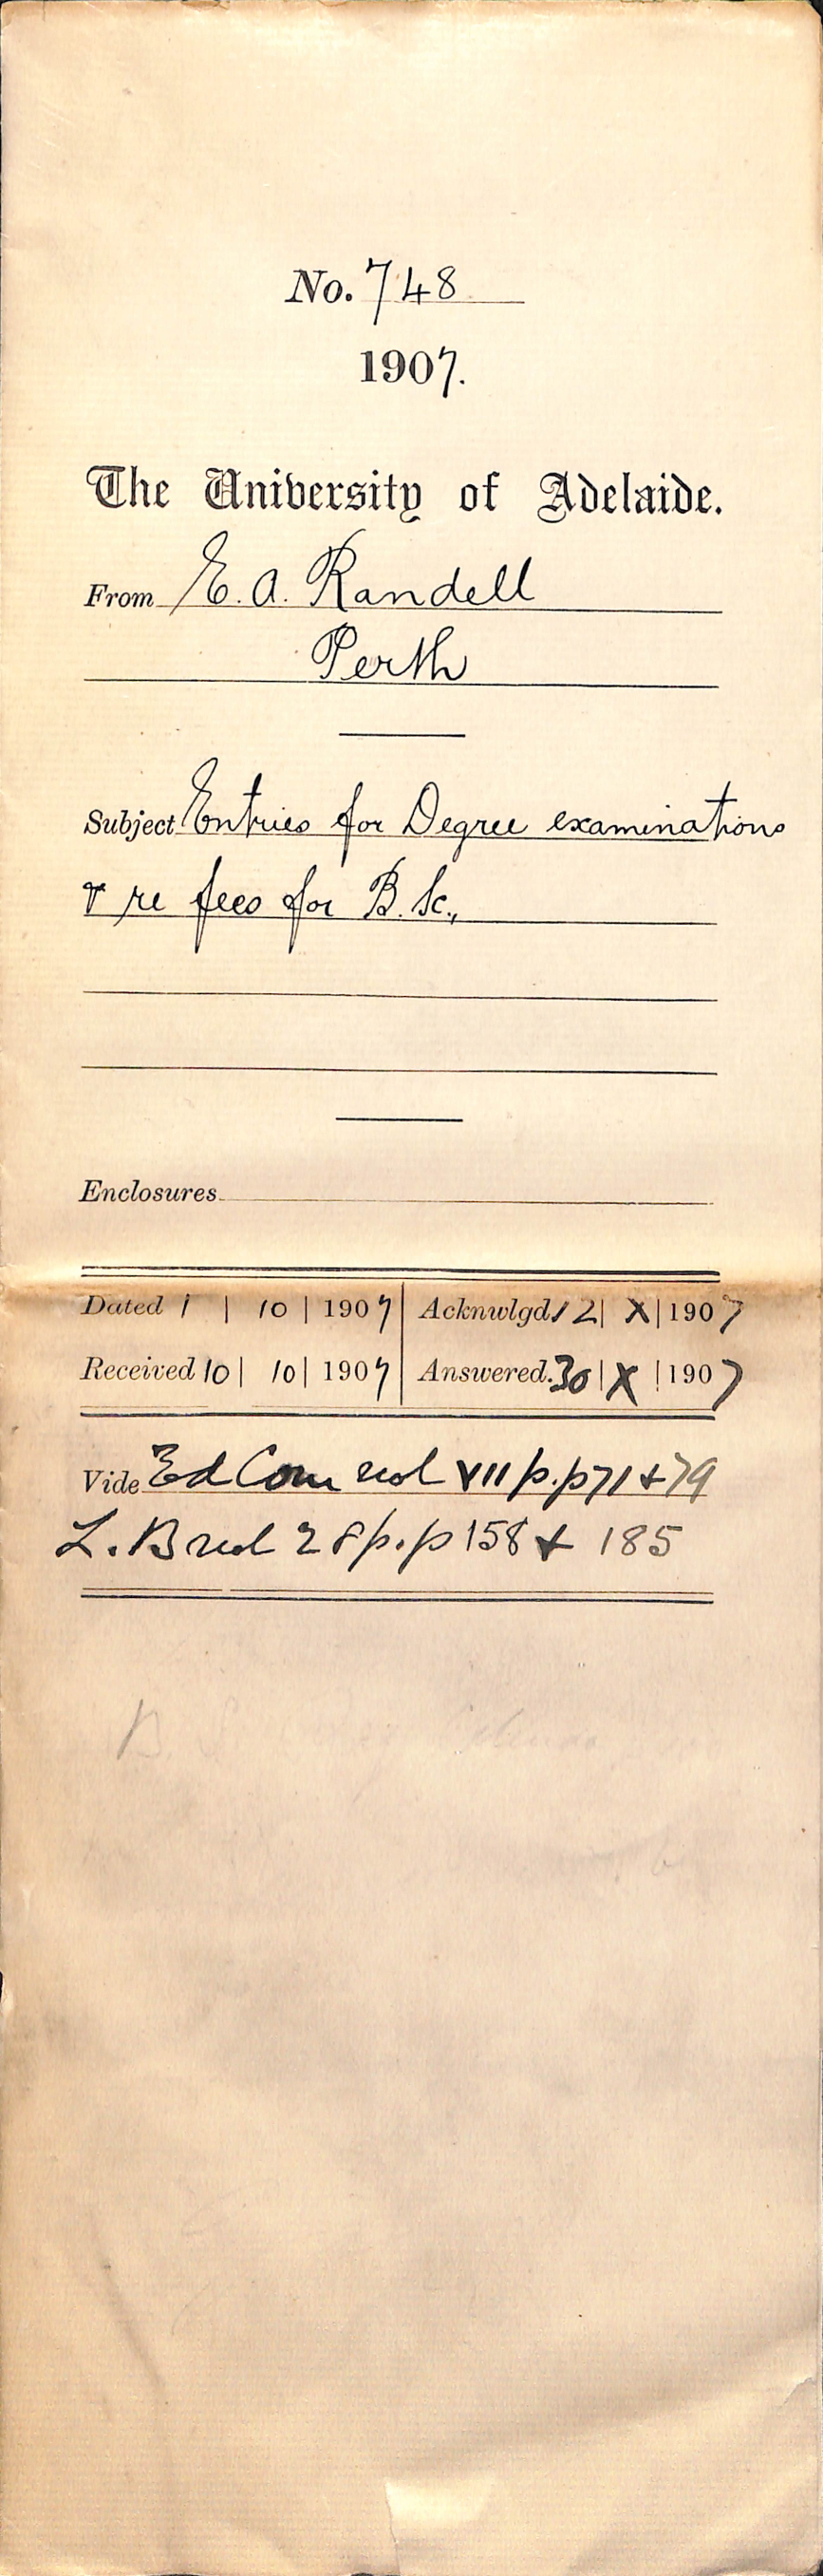 No. 748
1907.
The University of Adelaide.
From E. A. Randell
Perth
Subject Entries for Degree examinations
& re fees for B. Sc.,
Enclosures
Dated 1 | 10 | 1907 | Acknwlgd 12 | X | 1907
Received 10 | 10 | 1907 | Answered. 30 | X | 1907
Vide Ed Com vol VII p.p 71 + 79
L. B vol 28 p.p 158 & 185